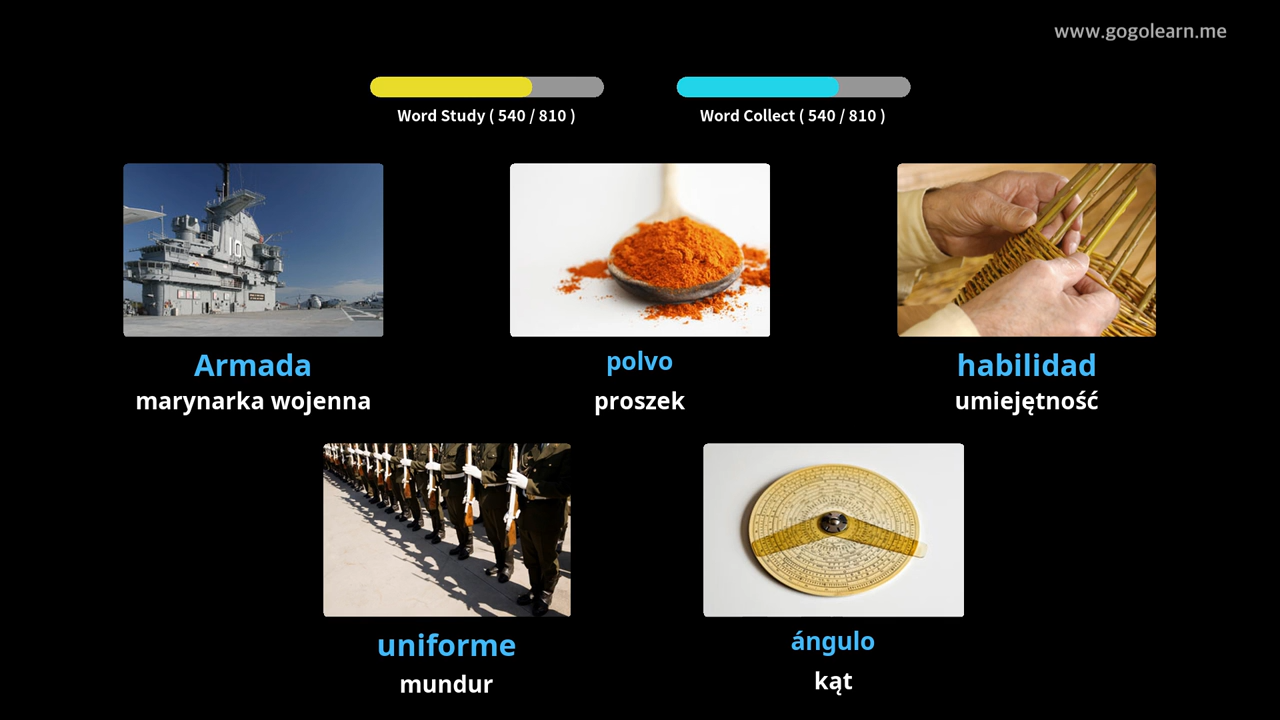 www.gogolearn.me
Word Study ( 540 / 810 )
Word Collect ( 540 / 810 )
10
Armada
marynarka wojenna
polvo
proszek
habilidad
umiejętność
uniforme
mundur
ángulo
kąt